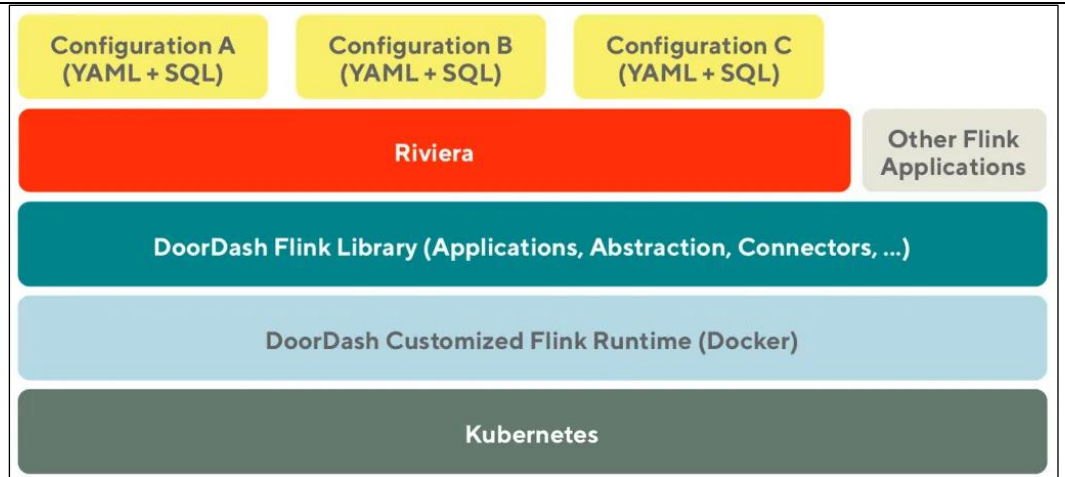 Configuration A
(YAML + SQL)
Configuration B
(YAML + SQL)
Configuration C
(YAML + SQL)
Riviera
Other Flink
Applications
DoorDash Flink Library (Applications, Abstraction, Connectors, ...)
DoorDash Customized Flink Runtime (Docker)
Kubernetes